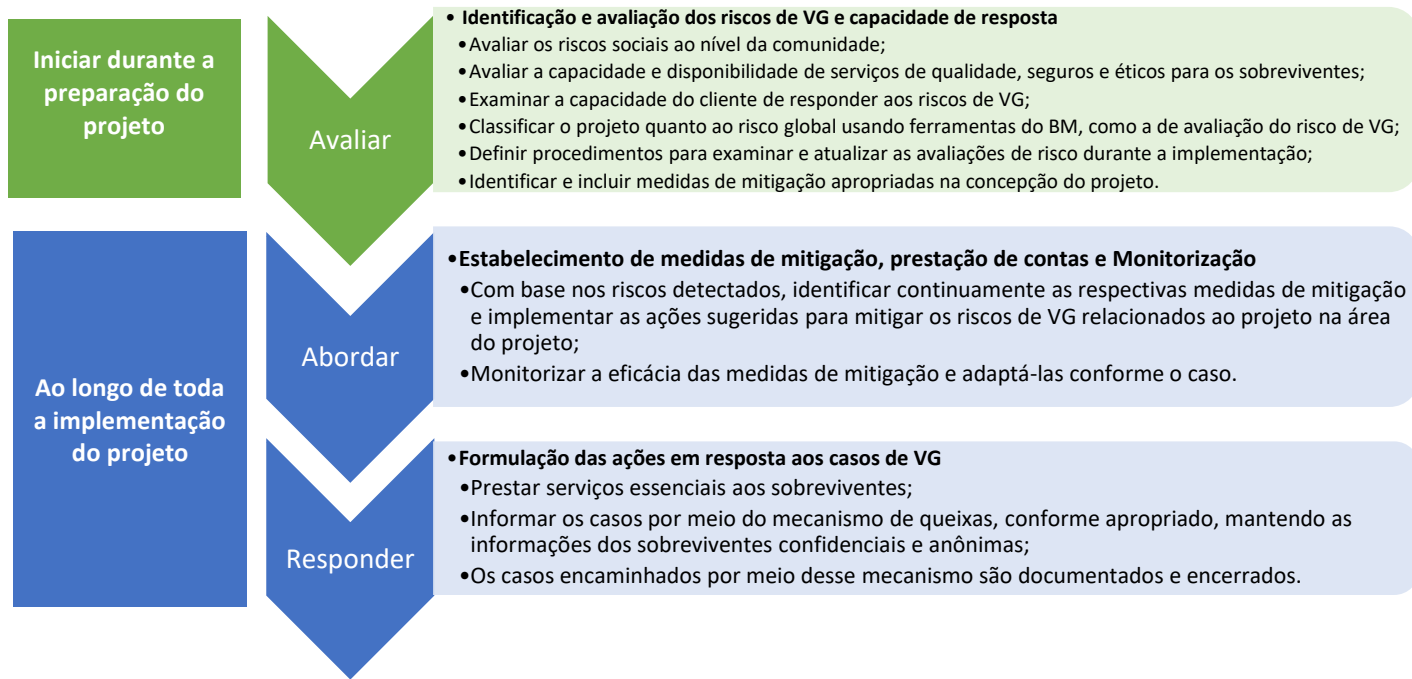 Iniciar durante a
preparação do
projeto
Avaliar
• Identificação e avaliação dos riscos de VG e capacidade de resposta
•Avaliar os riscos sociais ao nível da comunidade;
•Avaliar a capacidade e disponibilidade de serviços de qualidade, seguros e éticos para os sobreviventes;
•Examinar a capacidade do cliente de responder aos riscos de VG;
•Classificar o projeto quanto ao risco global usando ferramentas do BM, como a de avaliação do risco de VG;
•Definir procedimentos para examinar e atualizar as avaliações de risco durante a implementação;
•Identificar e incluir medidas de mitigação apropriadas na concepção do projeto.
Ao longo de toda
a implementação
do projeto
Abordar
•Estabelecimento de medidas de mitigação, prestação de contas e Monitorização
•Com base nos riscos detectados, identificar continuamente as respectivas medidas de mitigação
e implementar as ações sugeridas para mitigar os riscos de VG relacionados ao projeto na área
do projeto;
•Monitorizar a eficácia das medidas de mitigação e adaptá-las conforme o caso.
Responder
•Formulação das ações em resposta aos casos de VG
•Prestar serviços essenciais aos sobreviventes;
•Informar os casos por meio do mecanismo de queixas, conforme apropriado, mantendo as
informações dos sobreviventes confidenciais e anônimas;
•Os casos encaminhados por meio desse mecanismo são documentados e encerrados.